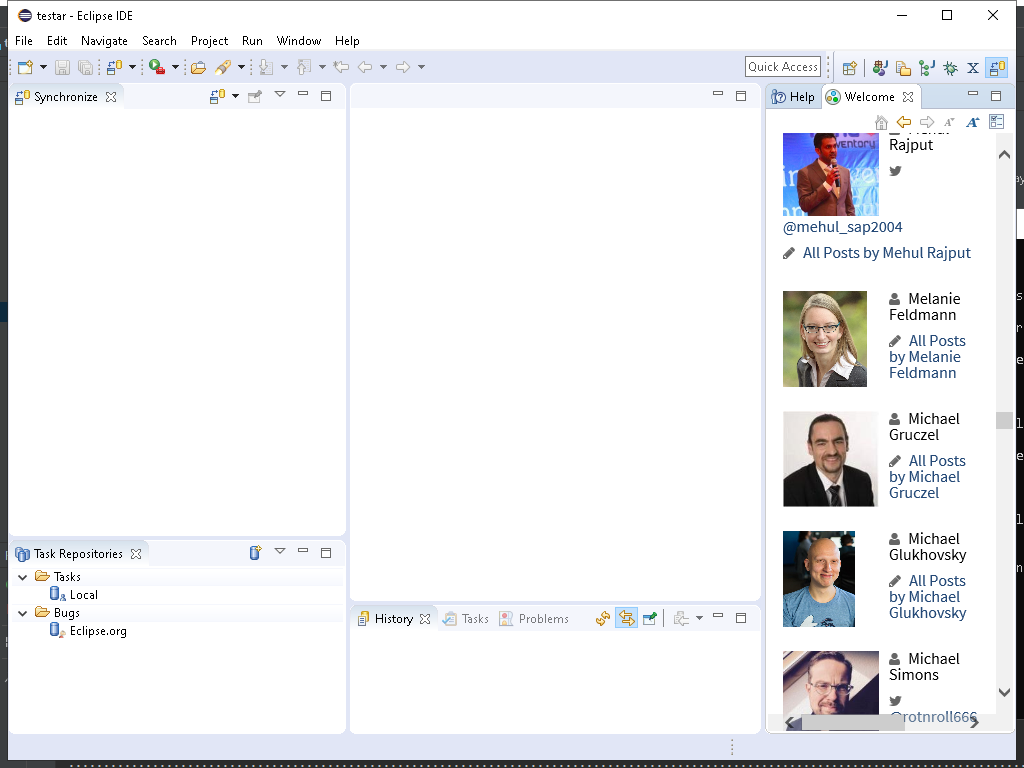 testar - Eclipse IDE
File Edit Navigate Search Project Run Window Help
Quick Access
Synchronize
Help Welcome
Rajput
@mehul_sap2004
All Posts by Mehul Rajput
Melanie
Feldmann
All Posts
by Melanie
Feldmann
Michael
Gruczel
All Posts
by Michael
Gruczel
Michael
Glukhovsky
All Posts
by Michael
Glukhovsky
Michael
Simons
@rotnroll666
Task Repositories
Tasks
Local
Bugs
Eclipse.org
History Tasks Problems